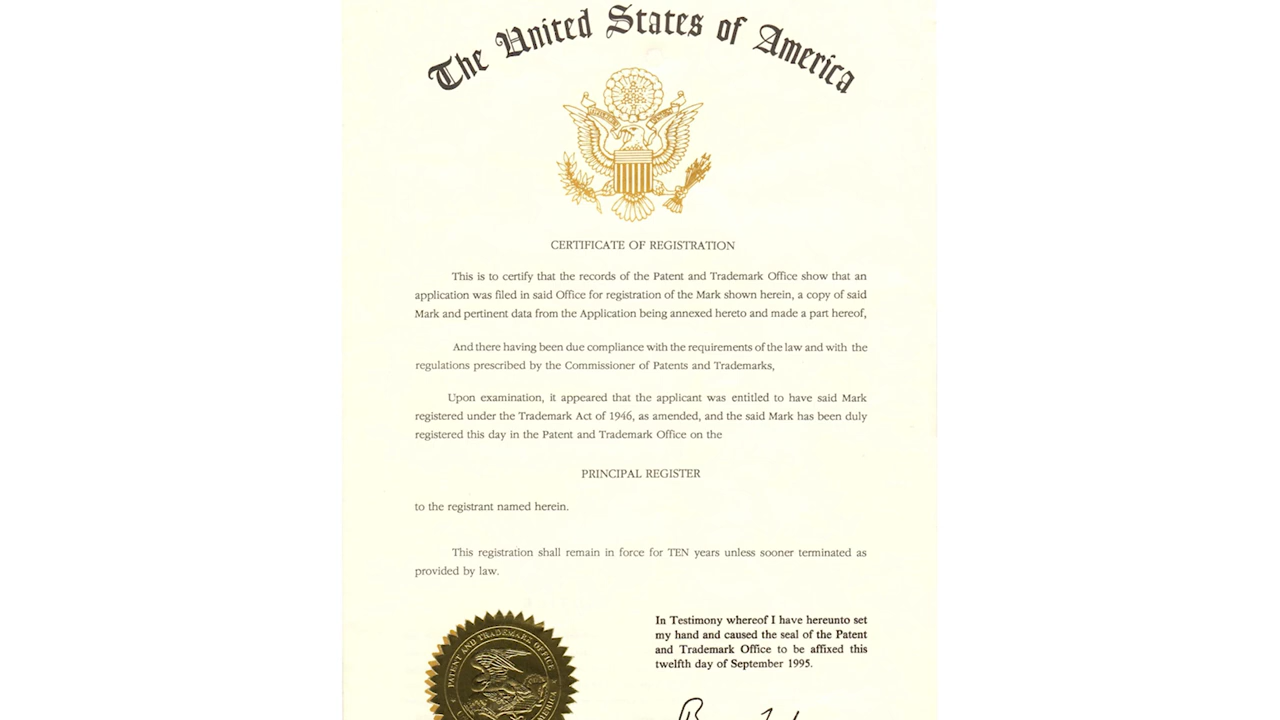 The United States of America
CERTIFICATE OF REGISTRATION
This is to certify that the records of the Patent and Trademark Office show that an
application was filed in said Office for registration of the Mark shown herein, a copy of said
Mark and pertinent data from the Application being annexed hereto and made a part hereof,
And there having been due compliance with the requirements of the law and with the
regulations prescribed by the Commissioner of Patents and Trademarks,
Upon examination, it appeared that the applicant was entitled to have said Mark
registered under the Trademark Act of 1946, as amended, and the said Mark has been duly
registered this day in the Patent and Trademark Office on the
PRINCIPAL REGISTER
to the registrant named herein.
This registration shall remain in force for TEN years unless sooner terminated as
provided by law.
In Testimony whereof I have hereunto set
my hand and caused the seal of the Patent
and Trademark Office to be affixed this
twelfth day of September 1995.
PATENT AND TRADEMARK OFFICE